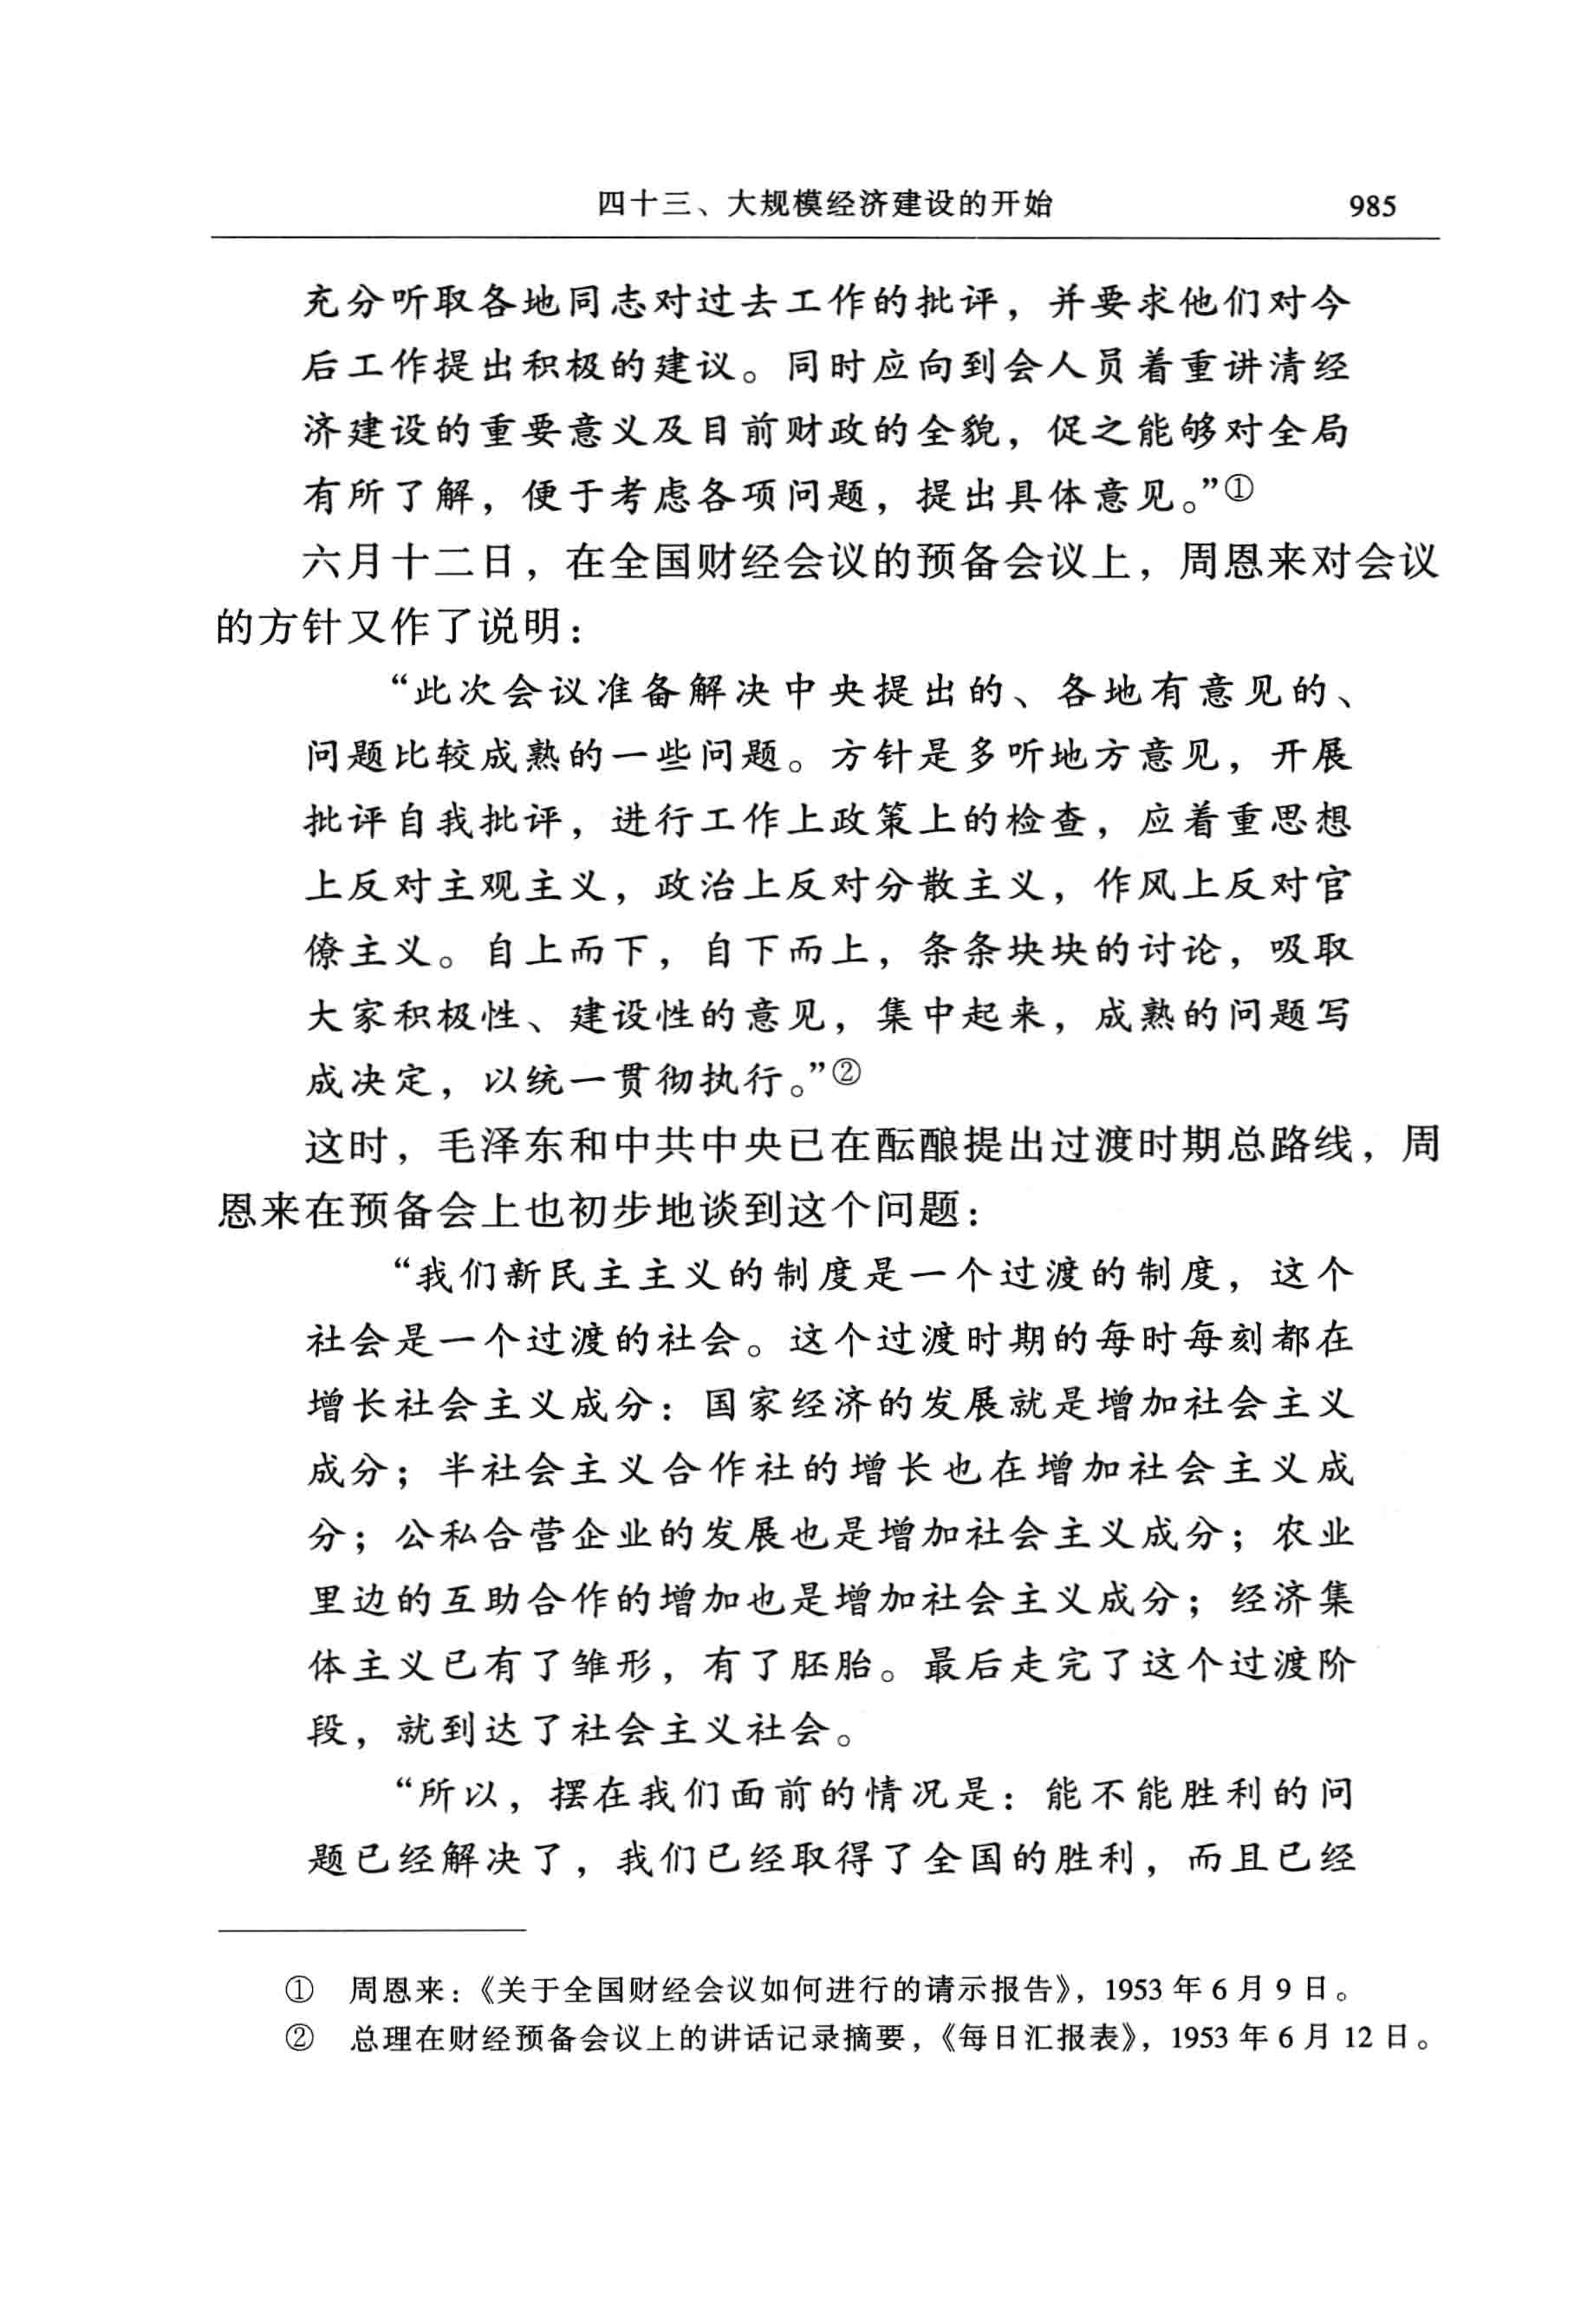 四十三、大规模经济建设的开始 985
充分听取各地同志对过去工作的批评，并要求他们对今
后工作提出积极的建议。同时应向到会人员着重讲清经
济建设的重要意义及目前财政的全貌，促之能够对全局
有所了解，便于考虑各项问题，提出具体意见。”①
六月十二日，在全国财经会议的预备会议上，周恩来对会议
的方针又作了说明：
“此次会议准备解决中央提出的、各地有意见的、
问题比较成熟的一些问题。方针是多听地方意见，开展
批评自我批评，进行工作上政策上的检查，应着重思想
上反对主观主义，政治上反对分散主义，作风上反对官
僚主义。自上而下，自下而上，条条块块的讨论，吸取
大家积极性、建设性的意见，集中起来，成熟的问题写
成决定，以统一贯彻执行。”②
这时，毛泽东和中共中央已在酝酿提出过渡时期总路线，周
恩来在预备会上也初步地谈到这个问题：
“我们新民主主义的制度是一个过渡的制度，这个
社会是一个过渡的社会。这个过渡时期的每时每刻都在
增长社会主义成分：国家经济的发展就是增加社会主义
成分；半社会主义合作社的增长也在增加社会主义成
分；公私合营企业的发展也是增加社会主义成分；农业
里边的互助合作的增加也是增加社会主义成分；经济集
体主义已有了雏形，有了胚胎。最后走完了这个过渡阶
段，就到达了社会主义社会。
“所以，摆在我们面前的情况是：能不能胜利的问
题已经解决了，我们已经取得了全国的胜利，而且已经
① 周恩来：《关于全国财经会议如何进行的请示报告》，1953 年 6 月 9 日。
② 总理在财经预备会议上的讲话记录摘要，《每日汇报表》，1953 年 6 月 12 日。